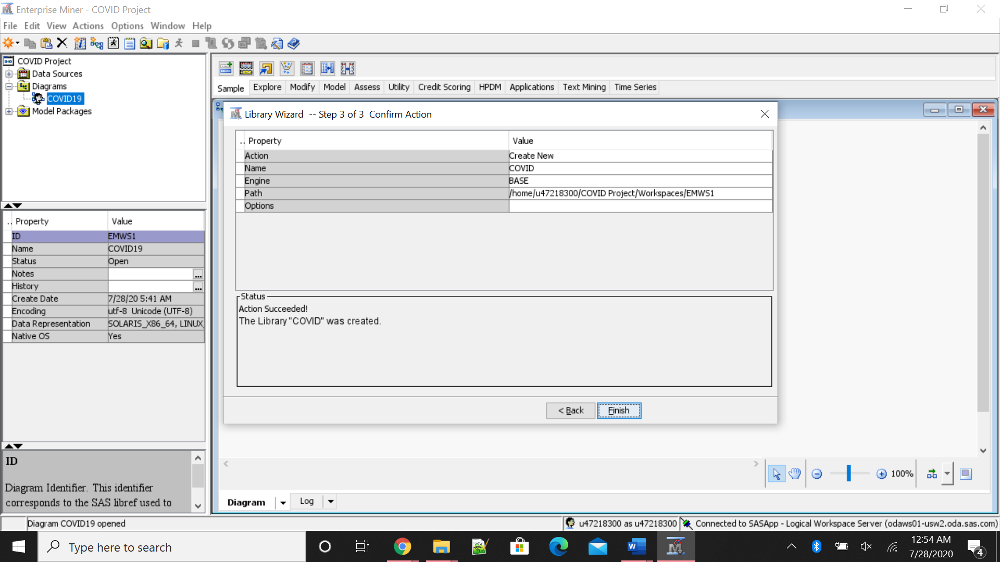 Enterprise Miner - COVID Project
File Edit View Actions Options Window Help
COVID Project
Data Sources
Diagrams
COVID19
Model Packages
Sample Explore Modify Model Assess Utility Credit Scoring HPDM Applications Text Mining Time Series
Library Wizard -- Step 3 of 3 Confirm Action
.. Property Value
Action Create New
Name COVID
Engine BASE
Path /home/u47218300/COVID Project/Workspaces/EMWS1
Options
Status
Action Succeeded!
The Library "COVID" was created.
< Back Finish
.. Property Value
ID EMWS1
Name COVID19
Status Open
Notes ...
History ...
Create Date 7/28/20 5:41 AM
Encoding utf-8 Unicode (UTF-8)
Data Representation SOLARIS_X86_64, LINUX_
Native OS Yes
ID
Diagram Identifier. This identifier
corresponds to the SAS libref used to
100%
Diagram Log
Diagram COVID19 opened
u47218300 as u47218300 Connected to SASApp - Logical Workspace Server (odaws01-usw2.oda.sas.com)
Type here to search
12:54 AM
7/28/2020
4